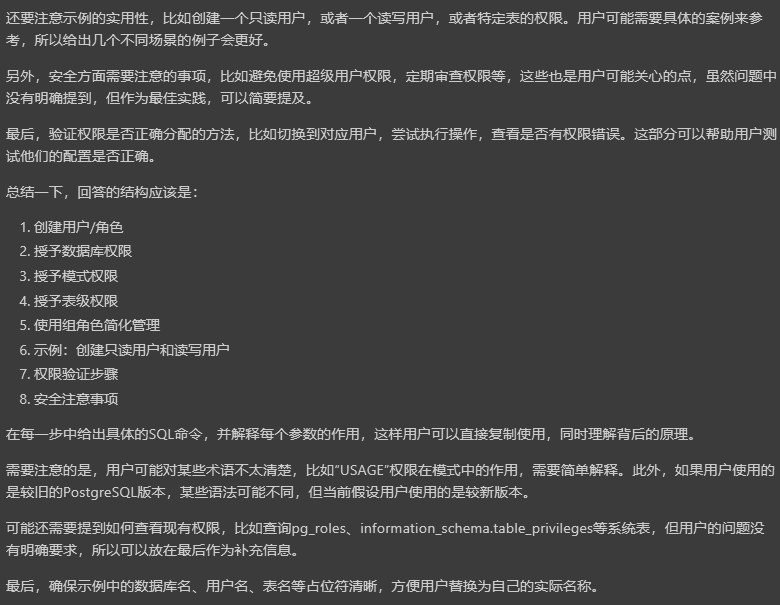 还要注意示例的实用性，比如创建一个只读用户，或者一个读写用户，或者特定表的权限。用户可能需要具体的案例来参
考，所以给出几个不同场景的例子会更好。
另外，安全方面需要注意的事项，比如避免使用超级用户权限，定期审查权限等，这些也是用户可能关心的点，虽然问题中
没有明确提到，但作为最佳实践，可以简要提及。
最后，验证权限是否正确分配的方法，比如切换到对应用户，尝试执行操作，查看是否有权限错误。这部分可以帮助用户测
试他们的配置是否正确。
总结一下，回答的结构应该是：
1. 创建用户/角色
2. 授予数据库权限
3. 授予模式权限
4. 授予表级权限
5. 使用组角色简化管理
6. 示例：创建只读用户和读写用户
7. 权限验证步骤
8. 安全注意事项
在每一步中给出具体的SQL命令，并解释每个参数的作用，这样用户可以直接复制使用，同时理解背后的原理。
需要注意的是，用户可能对某些术语不太清楚，比如“USAGE”权限在模式中的作用，需要简单解释。此外，如果用户使用的
是较旧的PostgreSQL版本，某些语法可能不同，但当前假设用户使用的是较新版本。
可能还需要提到如何查看现有权限，比如查询pg_roles、information_schema.table_privileges等系统表，但用户的问题没
有明确要求，所以可以放在最后作为补充信息。
最后，确保示例中的数据库名、用户名、表名等占位符清晰，方便用户替换为自己的实际名称。